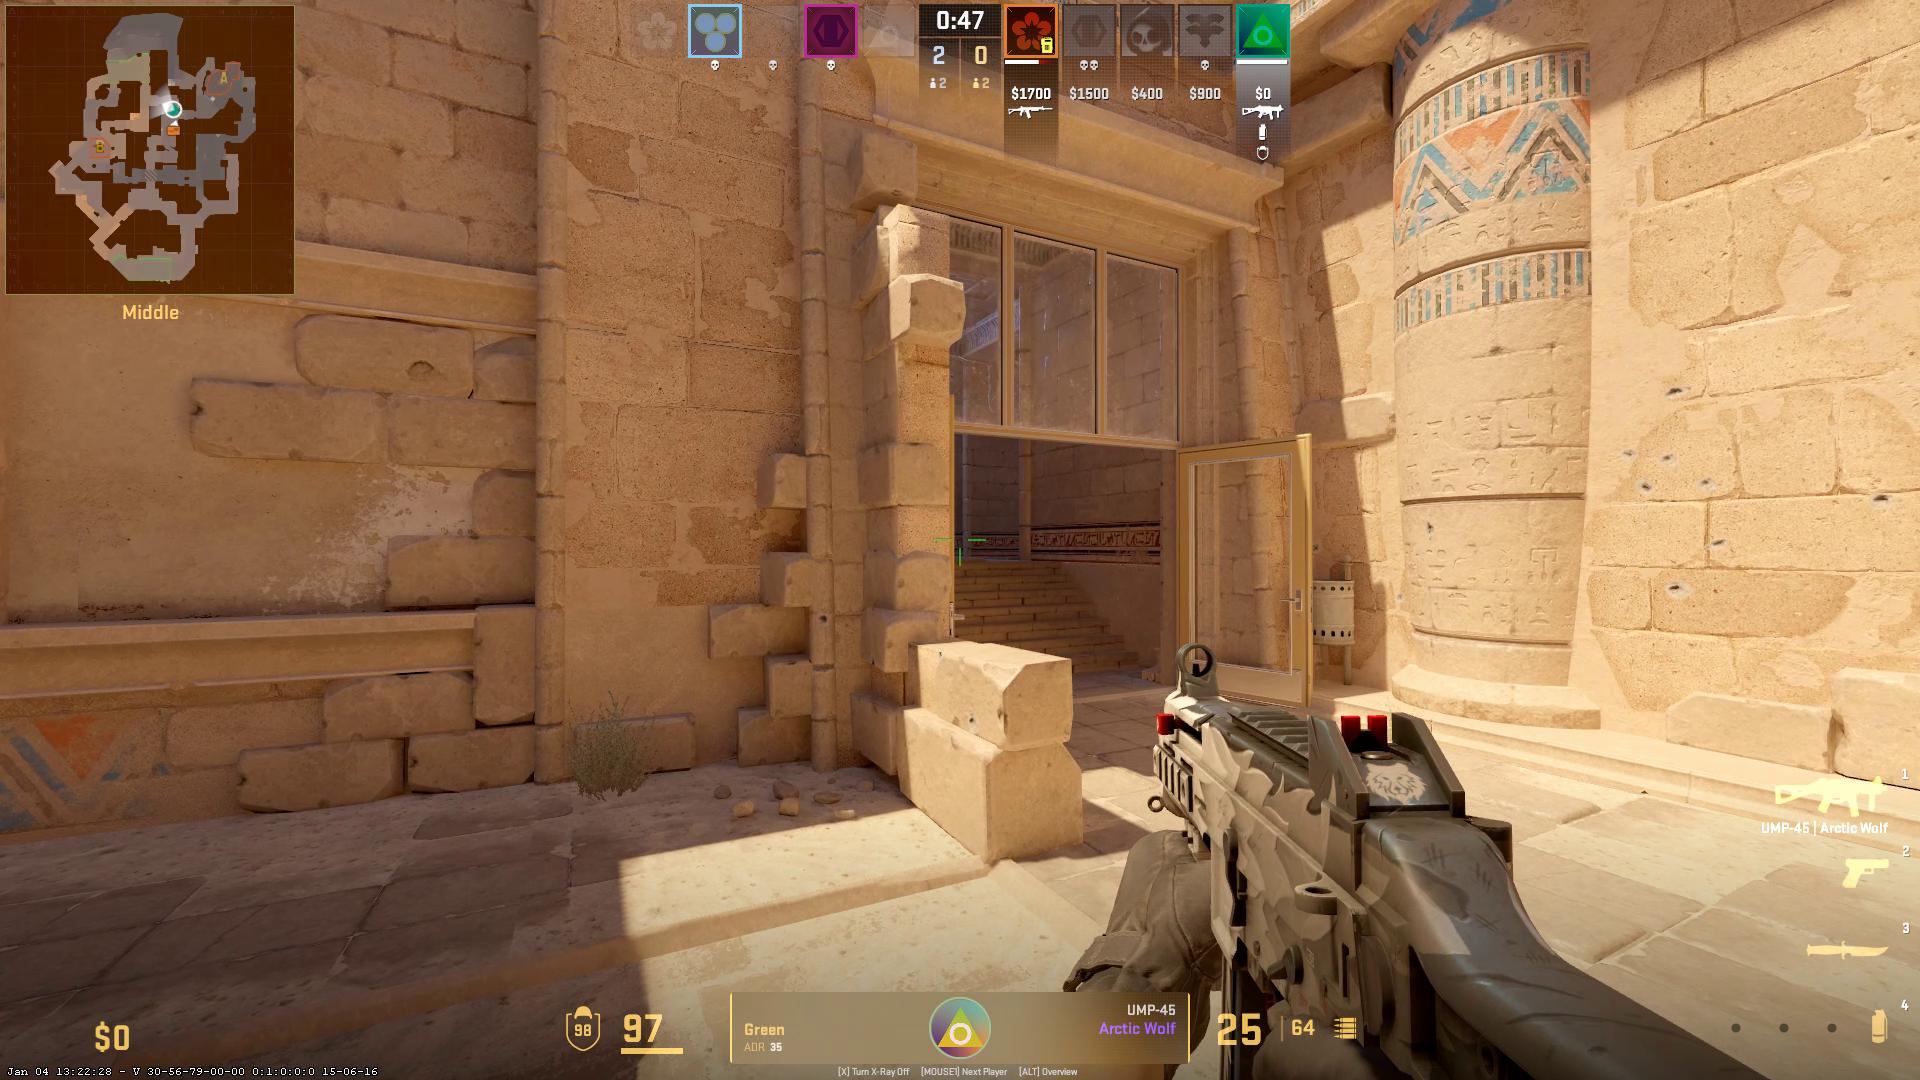 A
B
Middle
0:47
2 0
2 2
$1700 $1500 $400 $900 $0
1
UMP-45 | Arctic Wolf
2
3
4
$0
98 97
Green
ADR 35
UMP-45
Arctic Wolf
25 | 64
[X] Turn X-Ray Off [MOUSE1] Next Player [ALT] Overview
Jan 04 13:22:28 - V 30-56-79-00-00 0:1:0:0:0 15-06-16